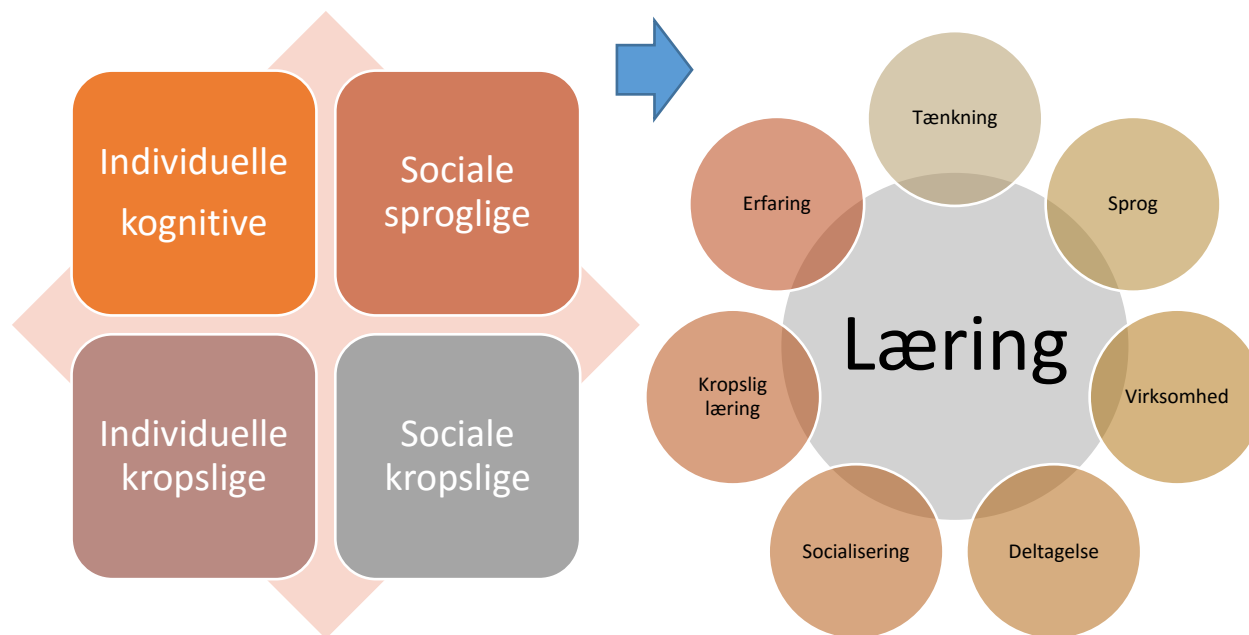 Individuelle
kognitive
Sociale
sproglige
Individuelle
kropslige
Sociale
kropslige
Læring
Tænkning
Sprog
Virksomhed
Deltagelse
Socialisering
Kropslig
læring
Erfaring